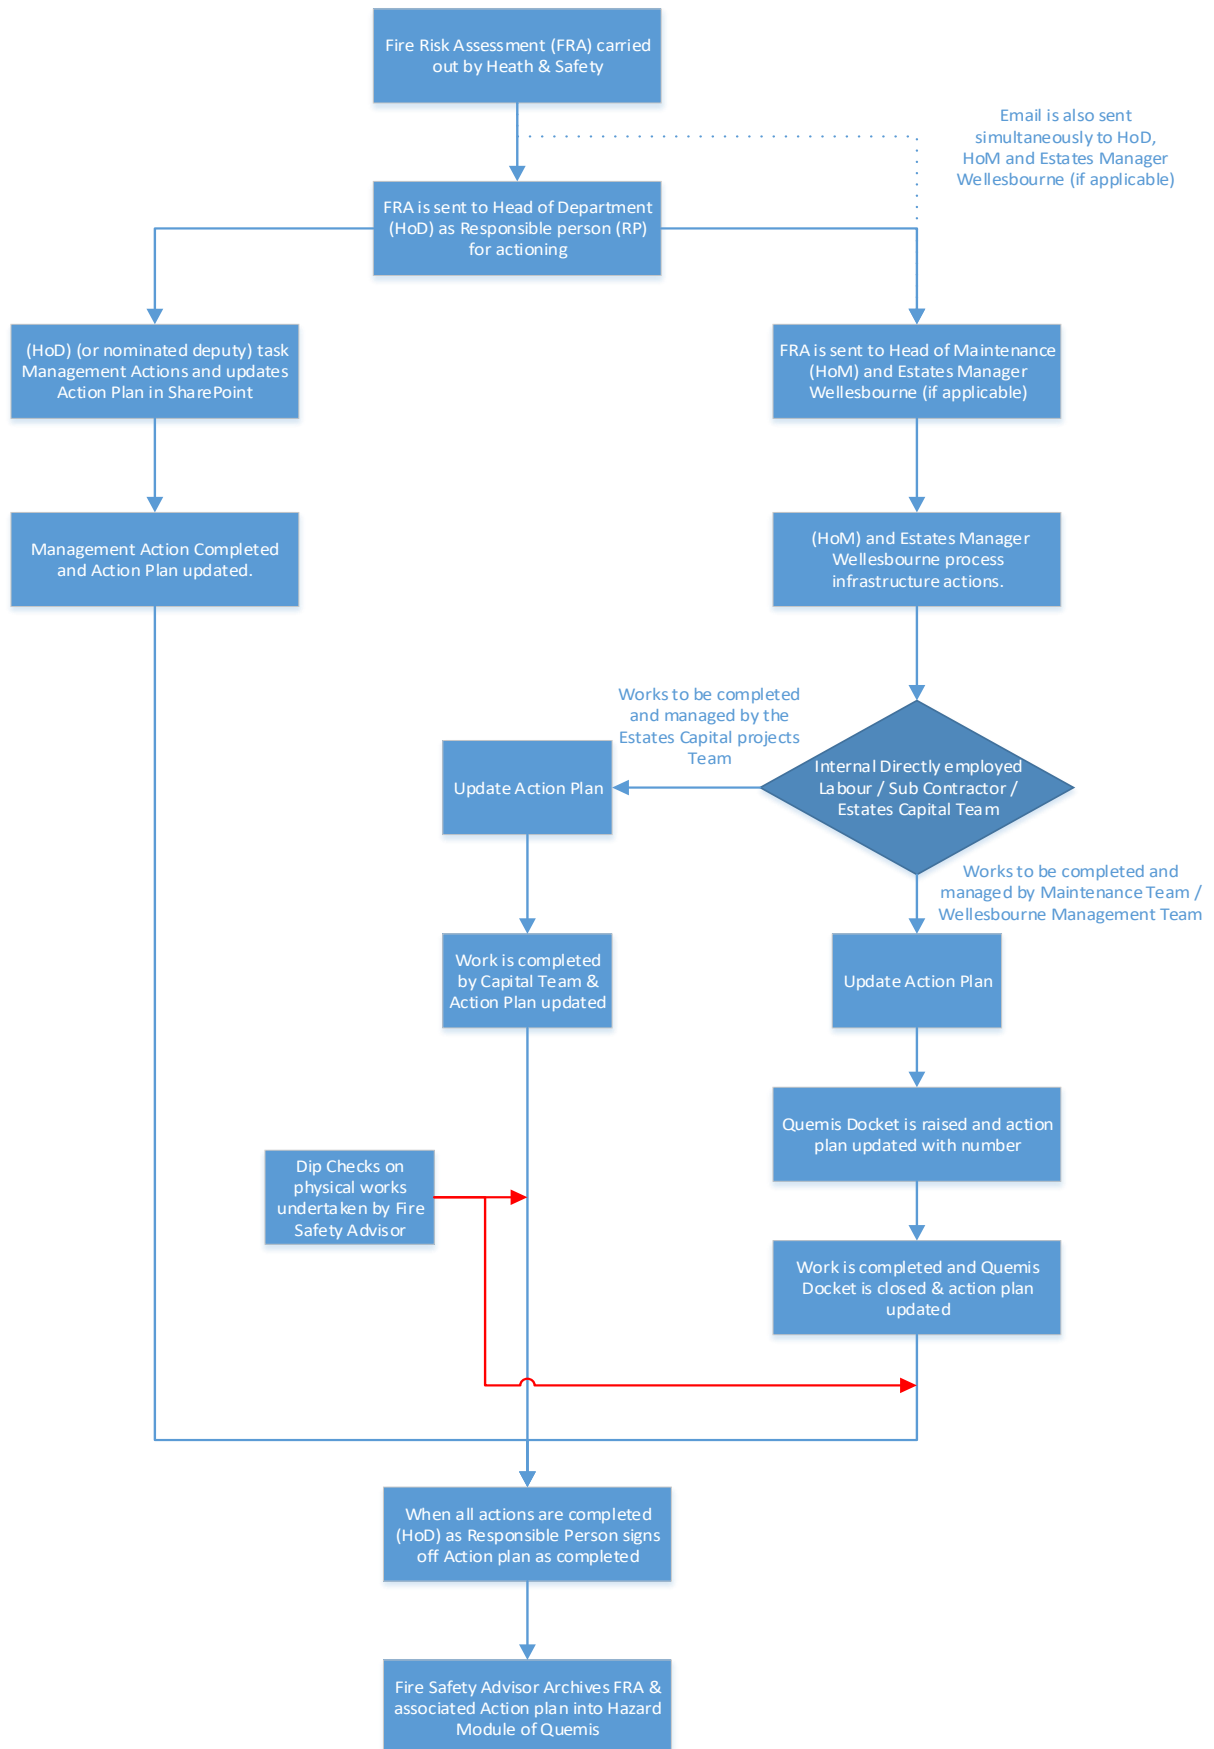 Fire Risk Assessment (FRA) carried
out by Heath & Safety
Email is also sent
simultaneously to HoD,
HoM and Estates Manager
Wellesbourne (if applicable)
FRA is sent to Head of Department
(HoD) as Responsible person (RP)
for actioning
(HoD) (or nominated deputy) task
Management Actions and updates
Action Plan in SharePoint
FRA is sent to Head of Maintenance
(HoM) and Estates Manager
Wellesbourne (if applicable)
Management Action Completed
and Action Plan updated.
(HoM) and Estates Manager
Wellesbourne process
infrastructure actions.
Works to be completed
and managed by the
Estates Capital projects
Team
Internal Directly employed
Labour / Sub Contractor /
Estates Capital Team
Update Action Plan
Works to be completed and
managed by Maintenance Team /
Wellesbourne Management Team
Work is completed
by Capital Team &
Action Plan updated
Update Action Plan
Quemis Docket is raised and action
plan updated with number
Dip Checks on
physical works
undertaken by Fire
Safety Advisor
Work is completed and Quemis
Docket is closed & action plan
updated
When all actions are completed
(HoD) as Responsible Person signs
off Action plan as completed
Fire Safety Advisor Archives FRA &
associated Action plan into Hazard
Module of Quemis